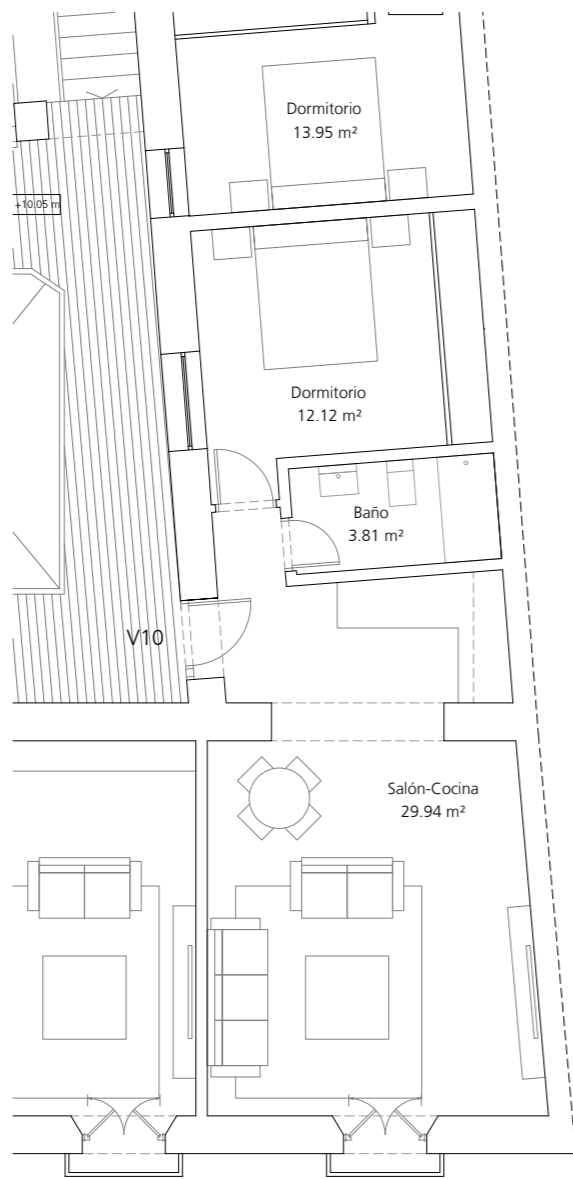 Dormitorio
13.95 m²
+10.05 m
Dormitorio
12.12 m²
Baño
3.81 m²
V10
Salón-Cocina
29.94 m²